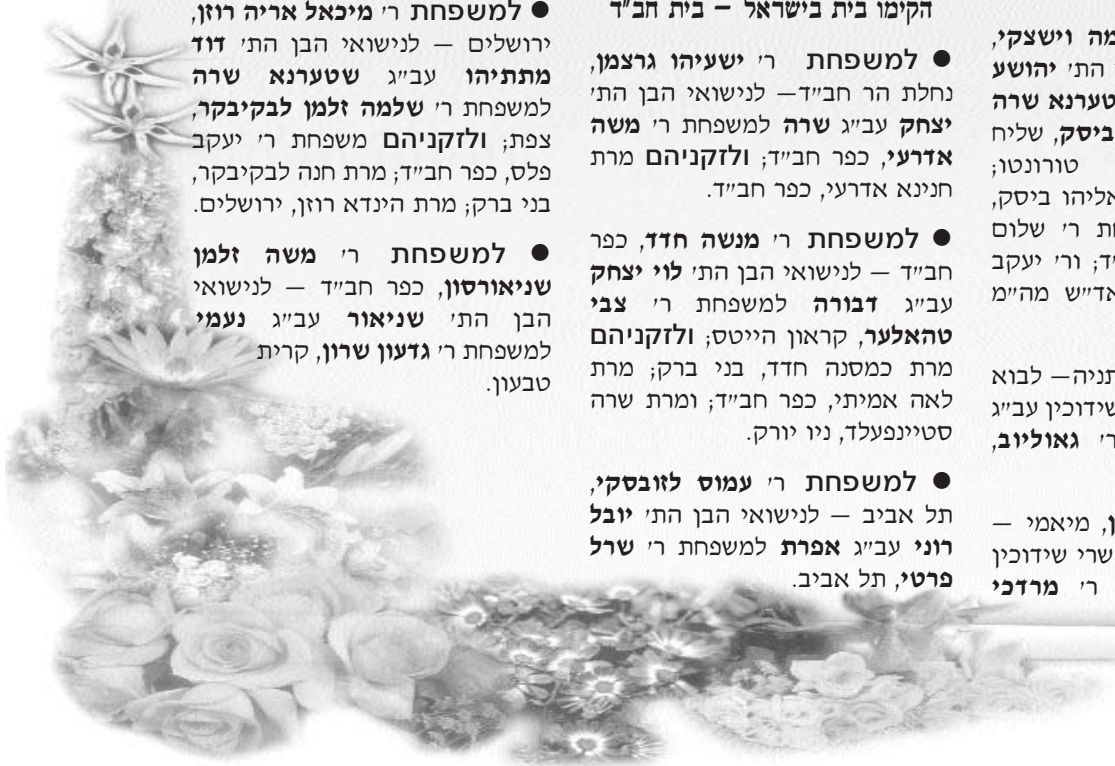 מה וישצקי,
הת׳ יהושע
טערנא שרה
ביסק, שליח
טורונטו;
אליהו ביסק,
ת ר׳ שלום
״ד; ור׳ יעקב
אד״ש מה״מ
תניה— לבוא
שידוכין עב״ג
ר׳ גאוליוב,
ן, מיאמי —
שרי שידוכין
ר׳ מרדכי
הקימו בית בישראל – בית חב״ד
● למשפחת ר׳ ישעיהו גרצמן,
נחלת הר חב״ד— לנישואי הבן הת׳
יצחק עב״ג שרה למשפחת ר׳ משה
אדרעי, כפר חב״ד; ולזקניהם מרת
חנינא אדרעי, כפר חב״ד.
● למשפחת ר׳ מנשה חדד, כפר
חב״ד — לנישואי הבן הת׳ לוי יצחק
עב״ג דבורה למשפחת ר׳ צבי
טהאלער, קראון הייטס; ולזקניהם
מרת כמסנה חדד, בני ברק; מרת
לאה אמיתי, כפר חב״ד; ומרת שרה
סטיינפעלד, ניו יורק.
● למשפחת ר׳ עמוס לזובסקי,
תל אביב — לנישואי הבן הת׳ יובל
רוני עב״ג אפרת למשפחת ר׳ שרל
פרטי, תל אביב.
● למשפחת ר׳ מיכאל אריה רוזן,
ירושלים — לנישואי הבן הת׳ דוד
מתתיהו עב״ג שטערנא שרה
למשפחת ר׳ שלמה זלמן לבקיבקר,
צפת; ולזקניהם משפחת ר׳ יעקב
פלס, כפר חב״ד; מרת חנה לבקיבקר,
בני ברק; מרת הינדא רוזן, ירושלים.
● למשפחת ר׳ משה זלמן
שניאורסון, כפר חב״ד — לנישואי
הבן הת׳ שניאור עב״ג נעמי
למשפחת ר׳ גדעון שרון, קרית
טבעון.